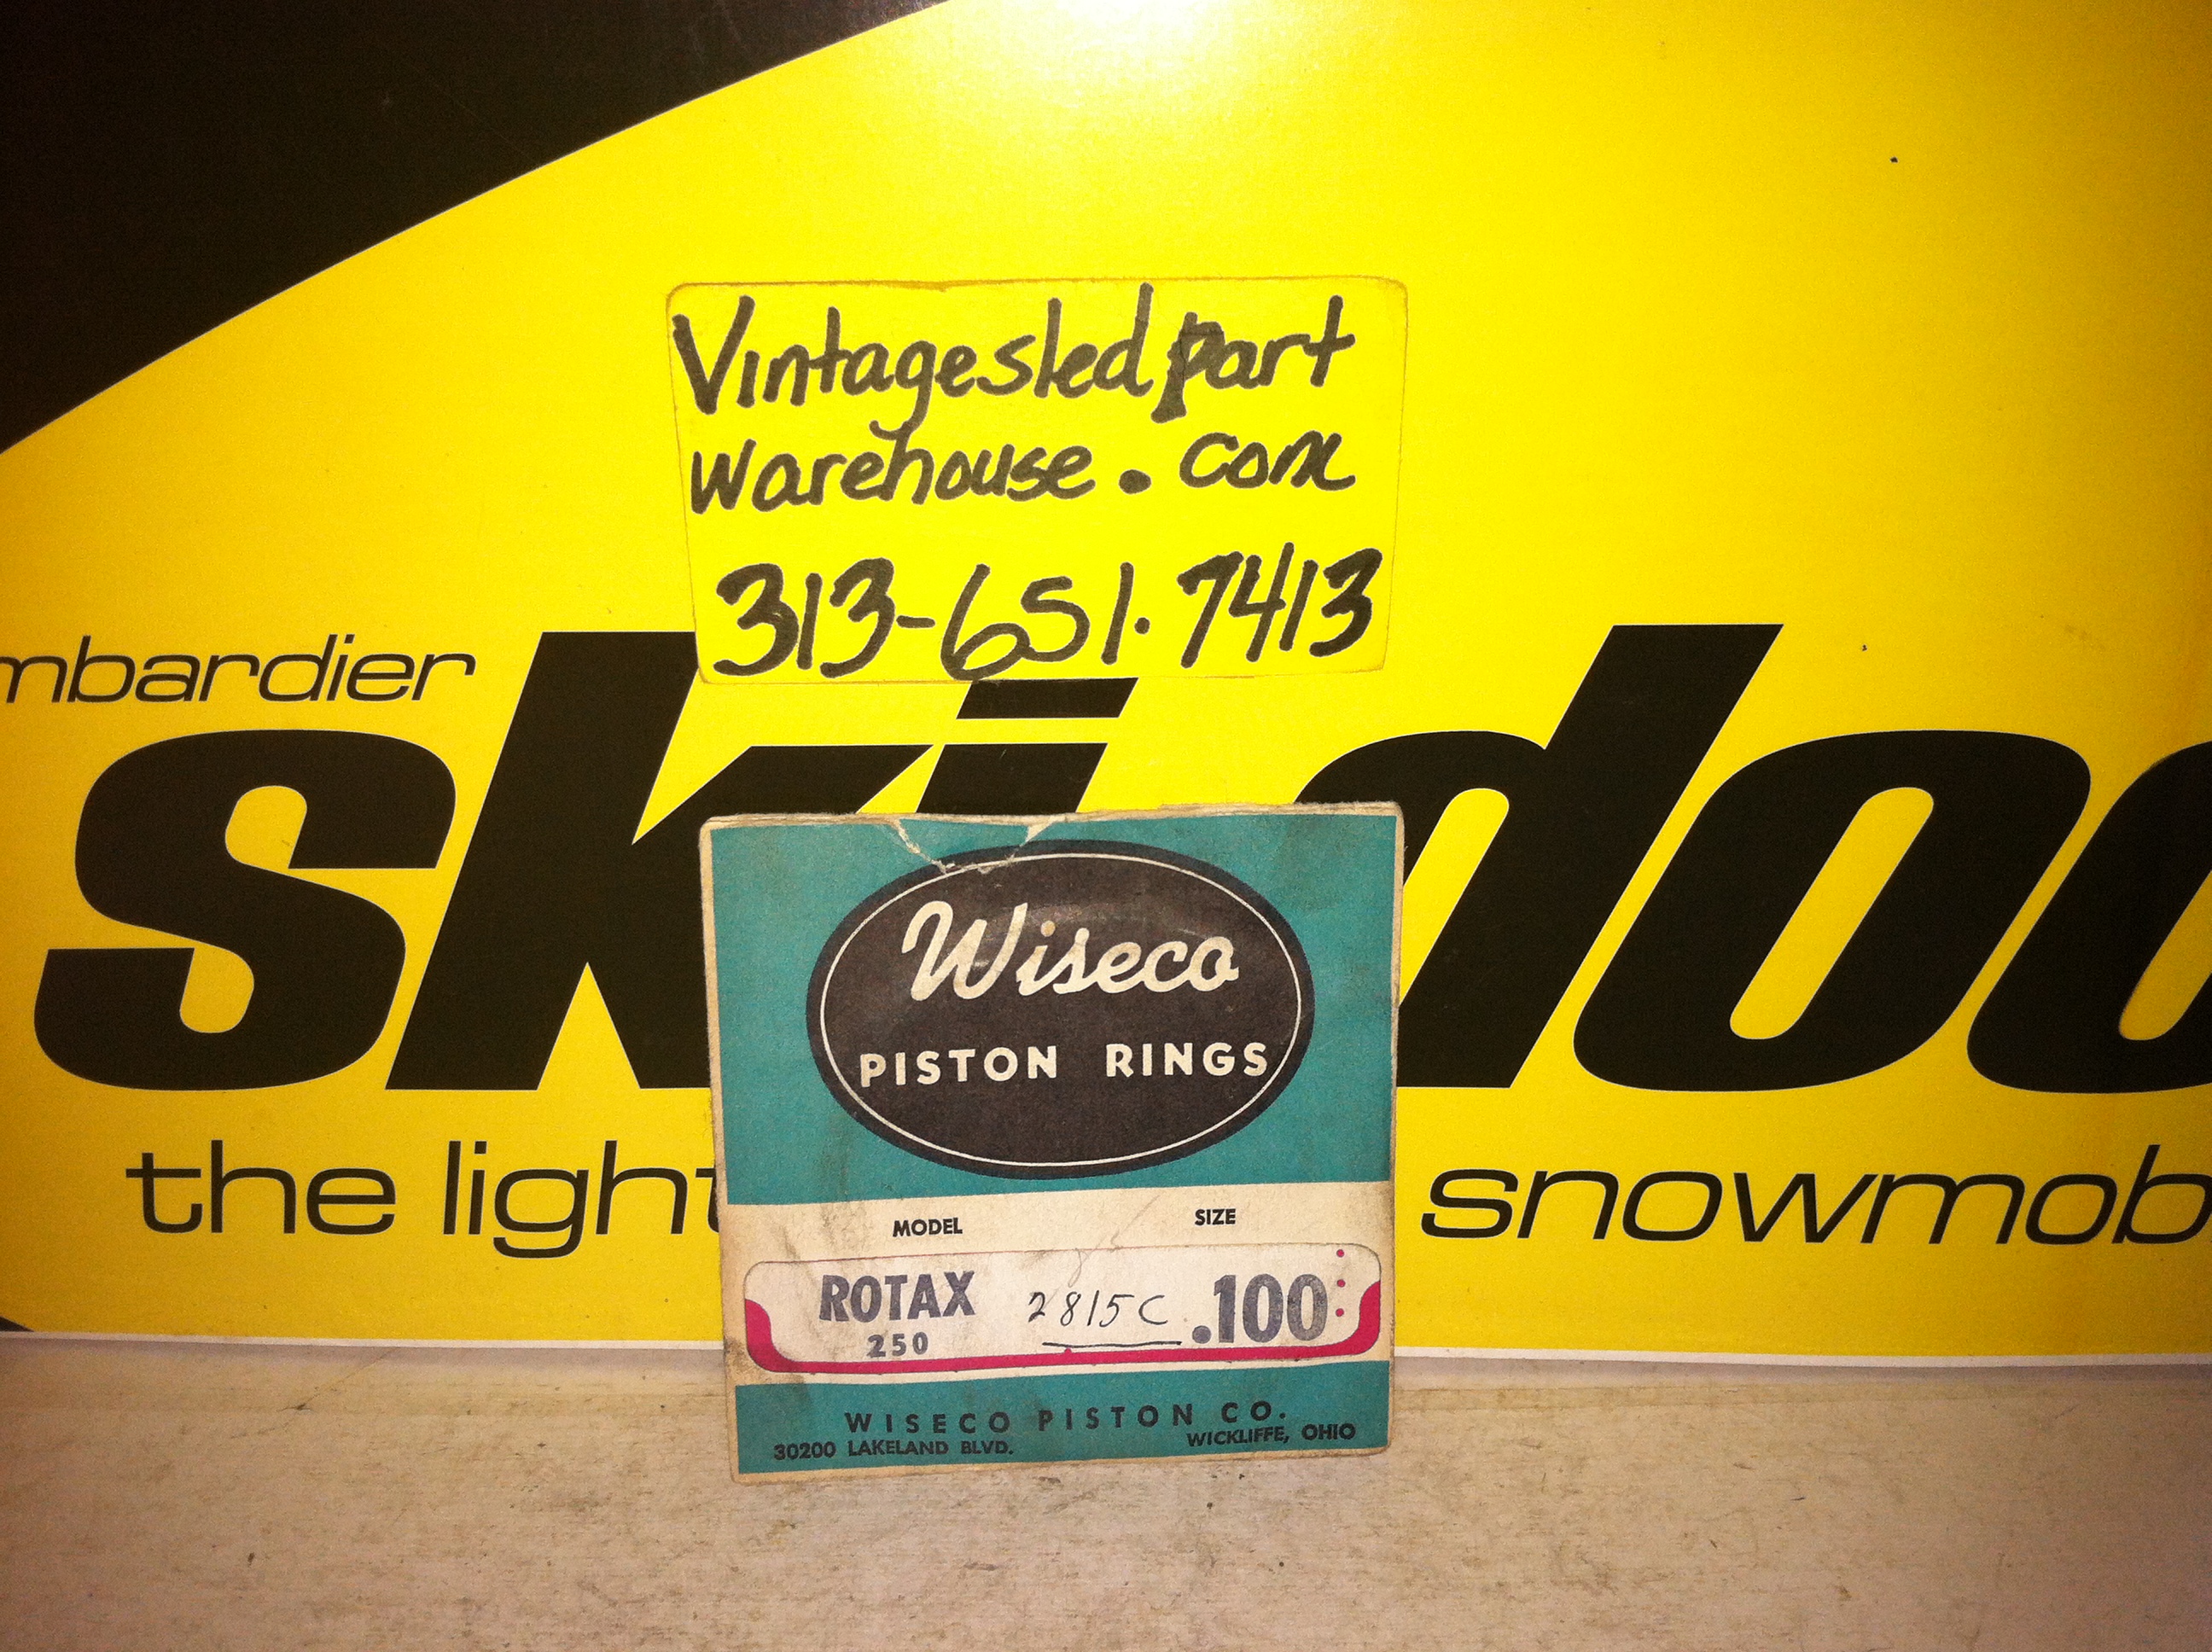 Vintagesledpart
warehouse.com
313-651.7413
mbardier
ski doo
the light
snowmob
Wiseco
PISTON RINGS
MODEL SIZE
ROTAX 2815C .100
250
WISECO PISTON CO.
30200 LAKELAND BLVD. WICKLIFFE, OHIO